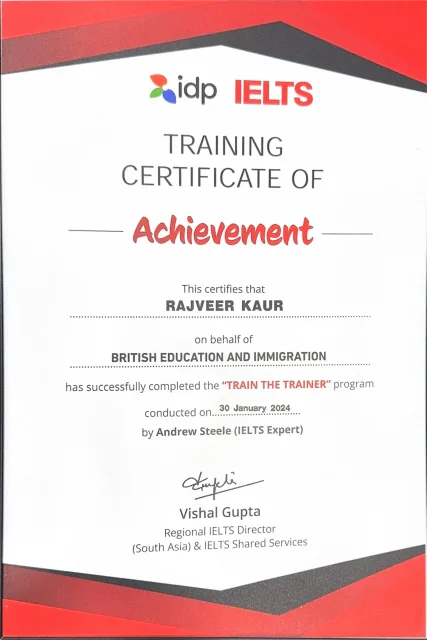 idp IELTS
TRAINING
CERTIFICATE OF
Achievement
This certifies that
RAJVEER KAUR
on behalf of
BRITISH EDUCATION AND IMMIGRATION
has successfully completed the "TRAIN THE TRAINER" program
conducted on 30 January 2024
by Andrew Steele (IELTS Expert)
Vishal Gupta
Regional IELTS Director
(South Asia) & IELTS Shared Services